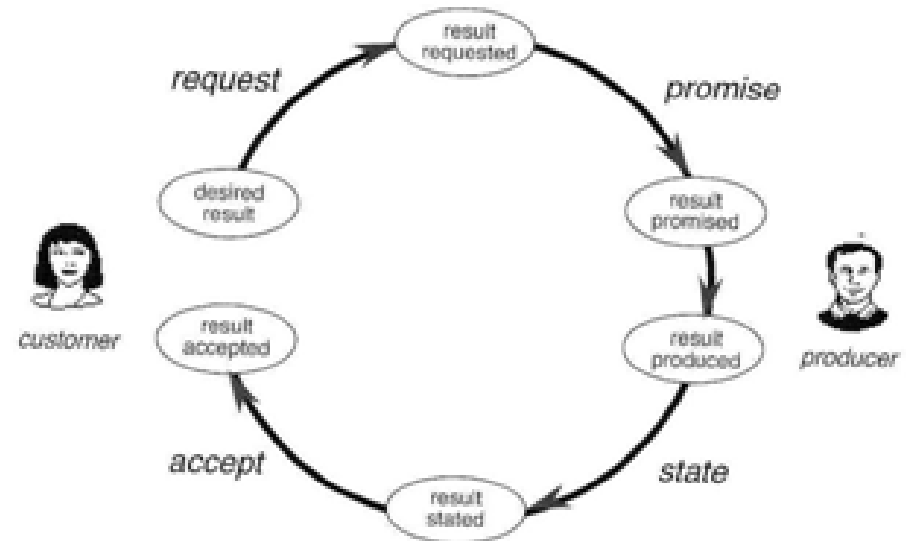 result
requested
request
promise
desired
result
result
promised
customer
result
accepted
result
produced
producer
accept
state
result
stated